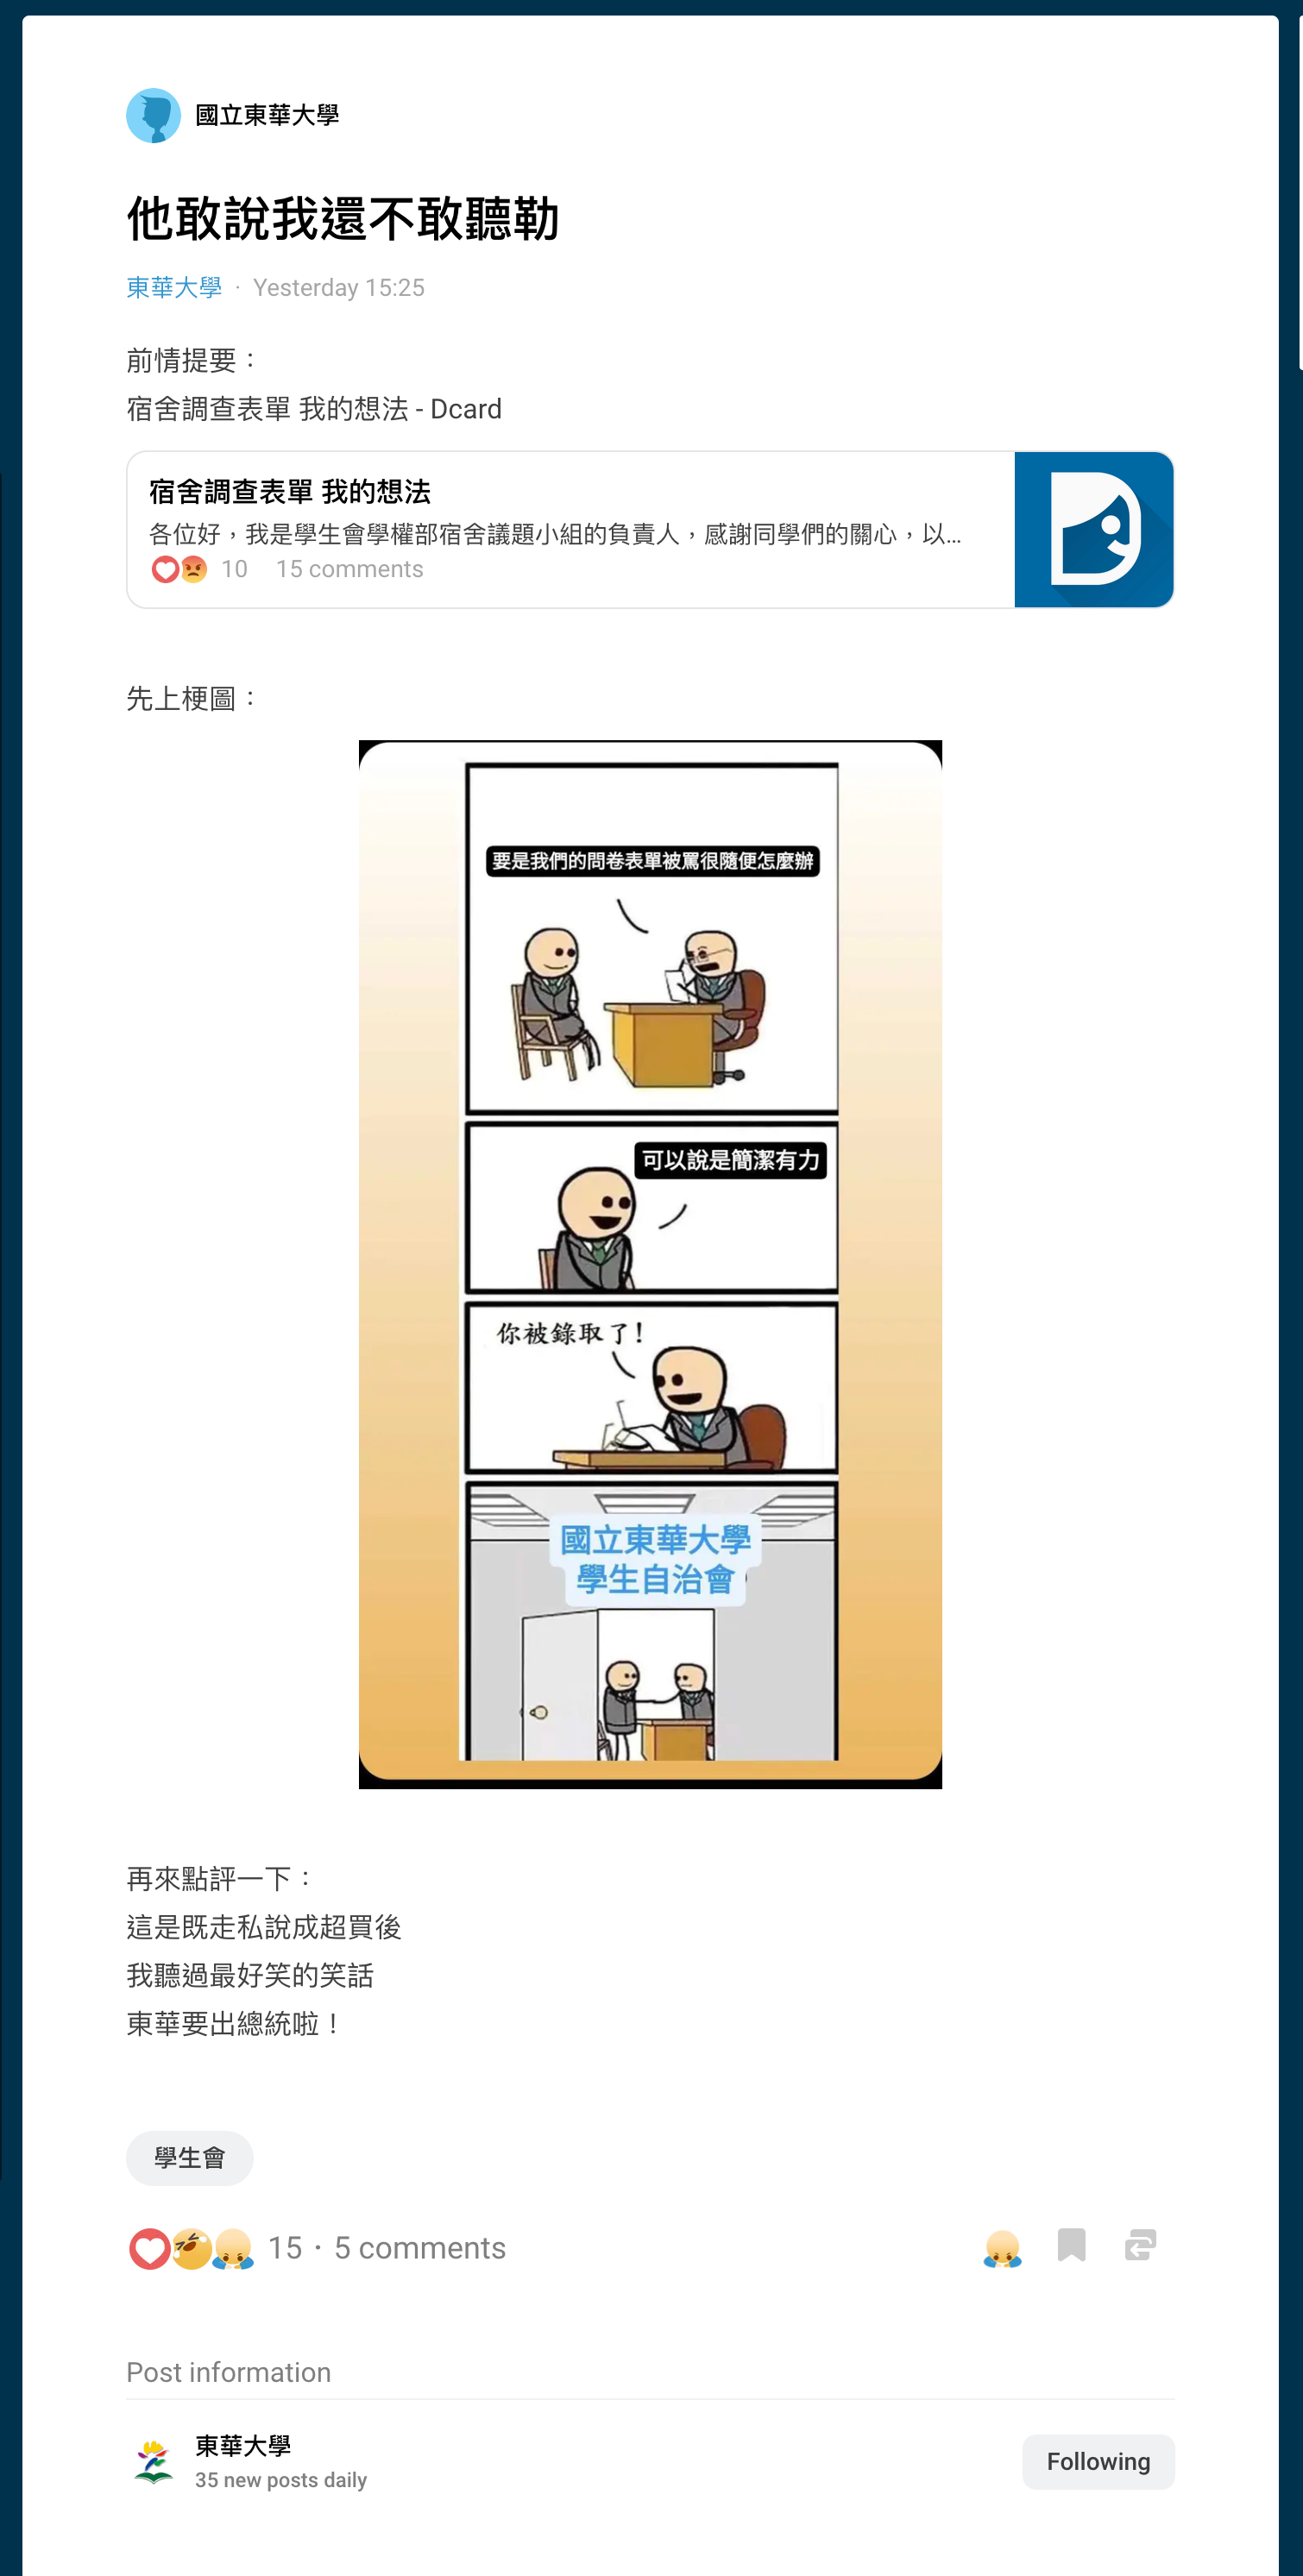 國立東華大學
他敢說我還不敢聽勒
東華大學 · Yesterday 15:25
前情提要：
宿舍調查表單 我的想法 - Dcard
宿舍調查表單 我的想法
各位好，我是學生會學權部宿舍議題小組的負責人，感謝同學們的關心，以...
10 15 comments
先上梗圖：
要是我們的問卷表單被罵很隨便怎麼辦
可以說是簡潔有力
你被錄取了!
國立東華大學
學生自治會
再來點評一下：
這是既走私說成超買後
我聽過最好笑的笑話
東華要出總統啦！
學生會
15 · 5 comments
Post information
東華大學
35 new posts daily
Following